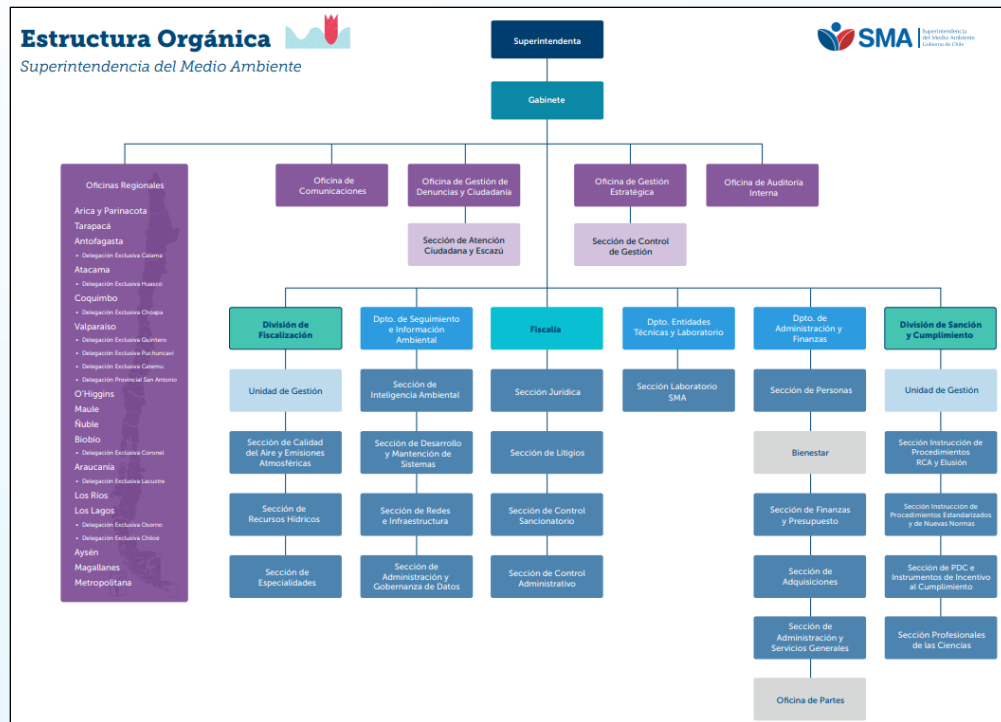 Estructura Orgánica
Superintendencia del Medio Ambiente
SMA
Superintendencia
del Medio Ambiente
Gobierno de Chile
Superintendenta
Gabinete
Oficinas Regionales
Arica y Parinacota
Tarapacá
Antofagasta
• Delegación Exclusiva Calama
Atacama
• Delegación Exclusiva Huasco
Coquimbo
• Delegación Exclusiva Choapa
Valparaíso
• Delegación Exclusiva Quintero
• Delegación Exclusiva Puchuncaví
• Delegación Exclusiva Catemu
• Delegación Provincial San Antonio
O'Higgins
Maule
Ñuble
Biobío
• Delegación Exclusiva Coronel
Araucanía
• Delegación Exclusiva Lacustre
Los Ríos
Los Lagos
• Delegación Exclusiva Osorno
• Delegación Exclusiva Chiloé
Aysén
Magallanes
Metropolitana
Oficina de
Comunicaciones
Oficina de Gestión de
Denuncias y Ciudadanía
Sección de Atención
Ciudadana y Escazú
Oficina de Gestión
Estratégica
Sección de Control
de Gestión
Oficina de Auditoría
Interna
División de
Fiscalización
Unidad de Gestión
Sección de Calidad
del Aire y Emisiones
Atmosféricas
Sección de
Recursos Hídricos
Sección de
Especialidades
Dpto. de Seguimiento
e Información
Ambiental
Sección de
Inteligencia Ambiental
Sección de Desarrollo
y Mantención de
Sistemas
Sección de Redes
e Infraestructura
Sección de
Administración y
Gobernanza de Datos
Fiscalía
Sección Jurídica
Sección de Litigios
Sección de Control
Sancionatorio
Sección de Control
Administrativo
Dpto. Entidades
Técnicas y Laboratorio
Sección Laboratorio
SMA
Dpto. de
Administración y
Finanzas
Sección de Personas
Bienestar
Sección de Finanzas
y Presupuesto
Sección de
Adquisiciones
Sección de
Administración y
Servicios Generales
Oficina de Partes
División de Sanción
y Cumplimiento
Unidad de Gestión
Sección Instrucción de
Procedimientos
RCA y Elusión
Sección Instrucción de
Procedimientos Estandarizados
y de Nuevas Normas
Sección de PDC e
Instrumentos de Incentivo
al Cumplimiento
Sección Profesionales
de las Ciencias